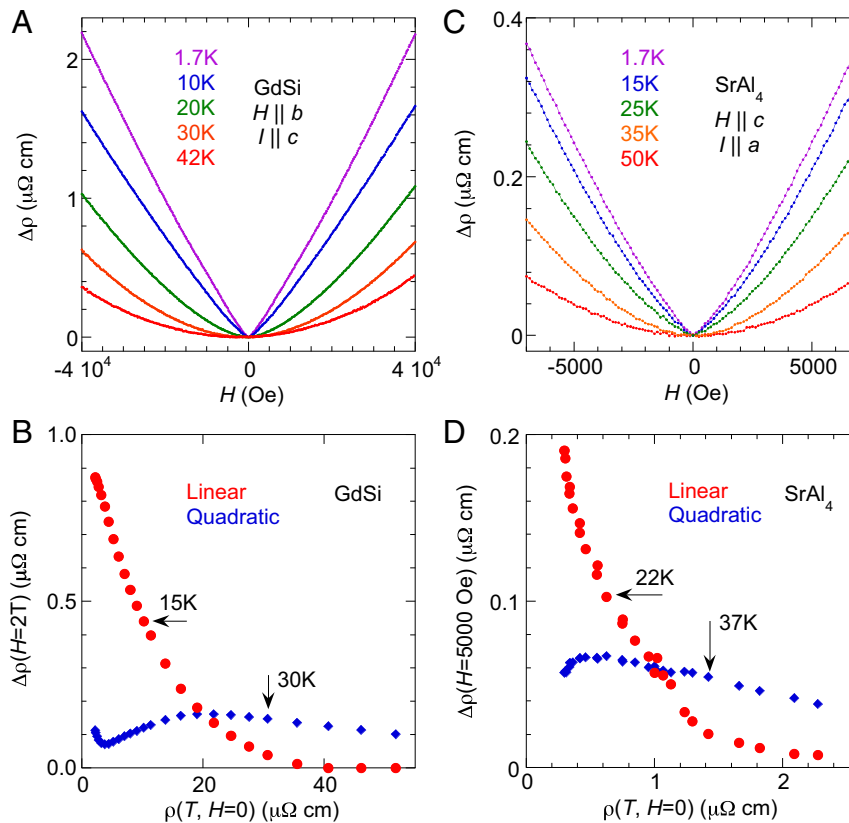 A
2
1
0
Δρ (μΩ cm)
1.7K
10K
20K
30K
42K
GdSi
H || b
I || c
-4 10⁴
0
4 10⁴
H (Oe)
C
0.4
0.2
0
Δρ (μΩ cm)
1.7K
15K
25K
35K
50K
SrAl₄
H || c
I || a
-5000
0
5000
H (Oe)
B
1.0
0.5
0.0
Δρ(H=2T) (μΩ cm)
Linear
Quadratic
GdSi
15K
30K
0
20
40
ρ(T, H=0) (μΩ cm)
D
0.2
0.1
0
Δρ(H=5000 Oe) (μΩ cm)
Linear
Quadratic
SrAl₄
22K
37K
0
1
2
ρ(T, H=0) (μΩ cm)